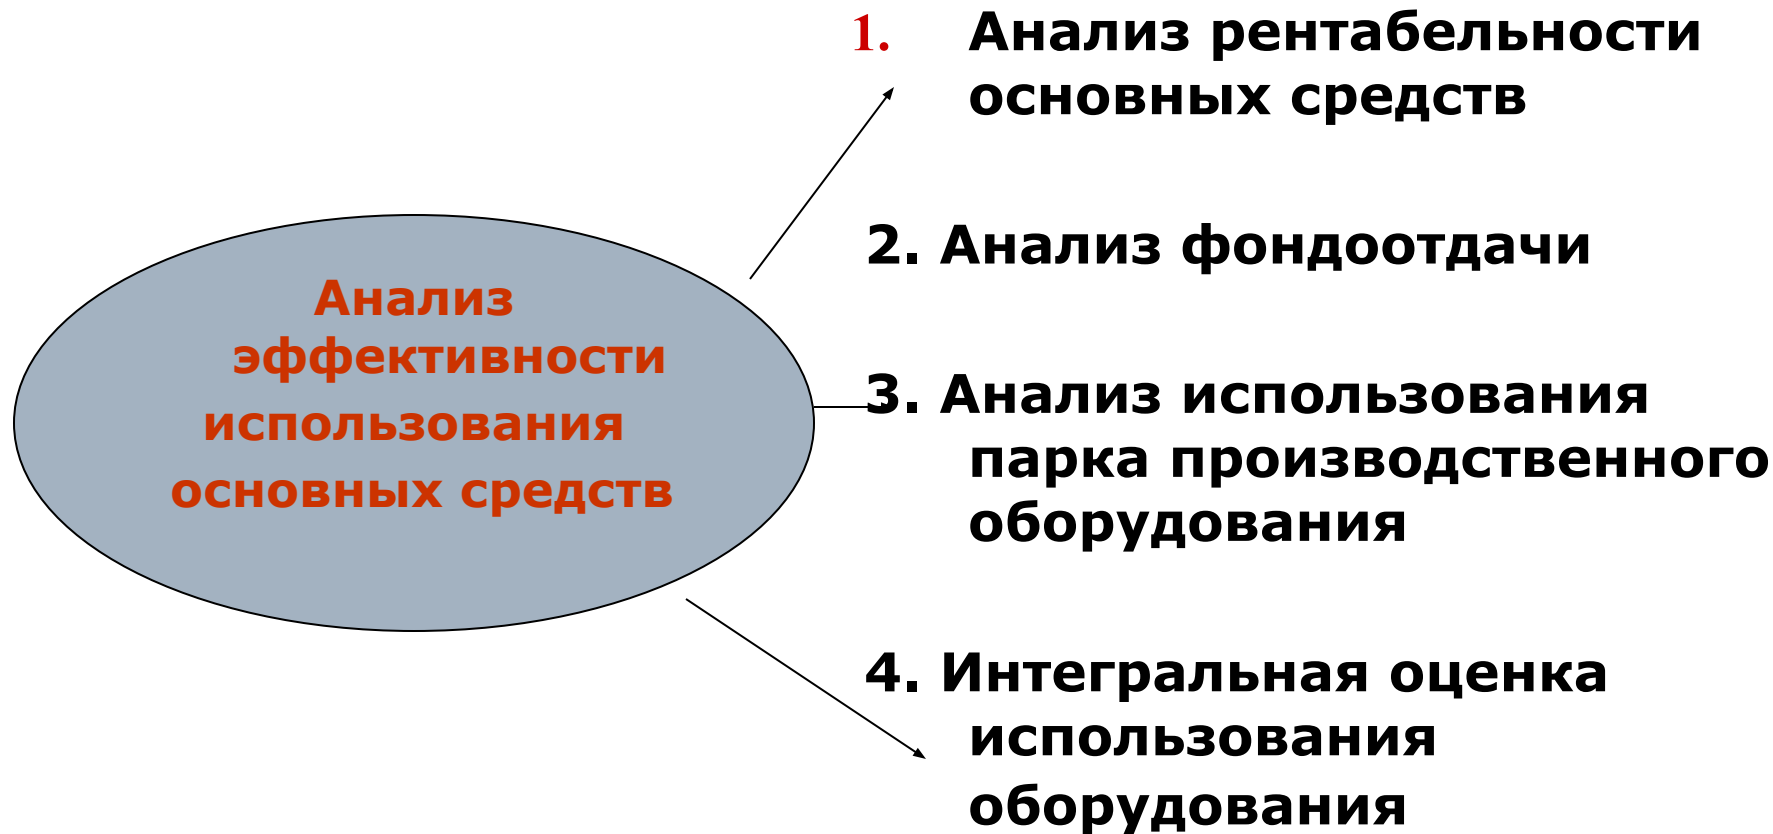 Анализ
эффективности
использования
основных средств
1. Анализ рентабельности
основных средств
2. Анализ фондоотдачи
3. Анализ использования
парка производственного
оборудования
4. Интегральная оценка
использования
оборудования